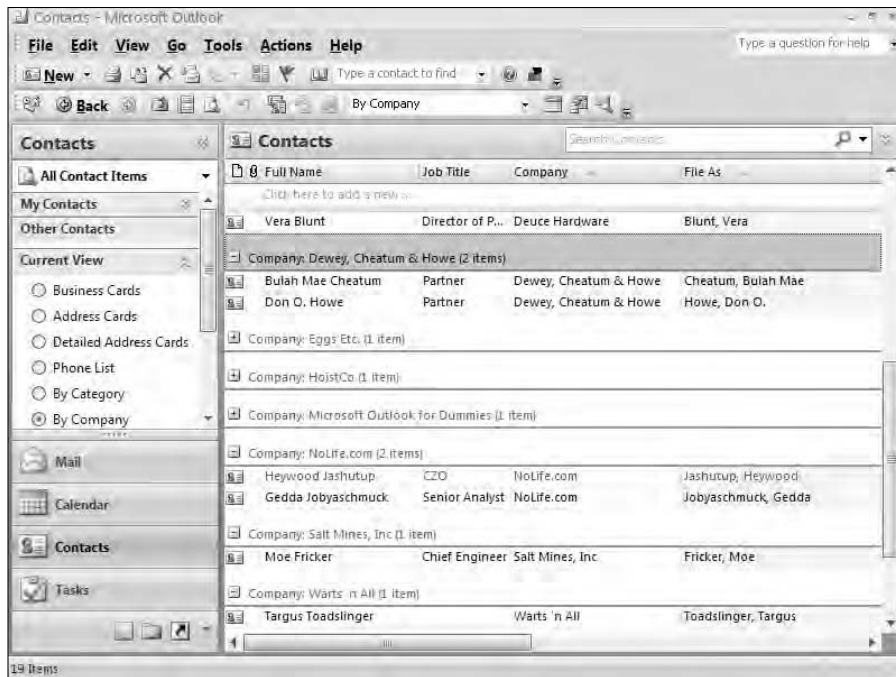 Contacts - Microsoft Outlook
File Edit View Go Tools Actions Help
Type a question for help
New
Type a contact to find
Back
By Company
Contacts
All Contact Items
My Contacts
Other Contacts
Current View
Business Cards
Address Cards
Detailed Address Cards
Phone List
By Category
By Company
Mail
Calendar
Contacts
Tasks
Contacts
Search Contacts
Full Name Job Title Company File As
Click here to add a new ...
Vera Blunt Director of P... Deuce Hardware Blunt, Vera
Company: Dewey, Cheatum & Howe (2 items)
Bulah Mae Cheatum Partner Dewey, Cheatum & Howe Cheatum, Bulah Mae
Don O. Howe Partner Dewey, Cheatum & Howe Howe, Don O.
Company: Eggs Etc. (1 item)
Company: HoistCo (1 item)
Company: Microsoft Outlook for Dummies (1 item)
Company: NoLife.com (2 items)
Heywood Jashutup CZO NoLife.com Jashutup, Heywood
Gedda Jobyaschmuck Senior Analyst NoLife.com Jobyaschmuck, Gedda
Company: Salt Mines, Inc (1 item)
Moe Fricker Chief Engineer Salt Mines, Inc Fricker, Moe
Company: Warts 'n All (1 item)
Targus Toadslinger Warts 'n All Toadslinger, Targus
19 Items